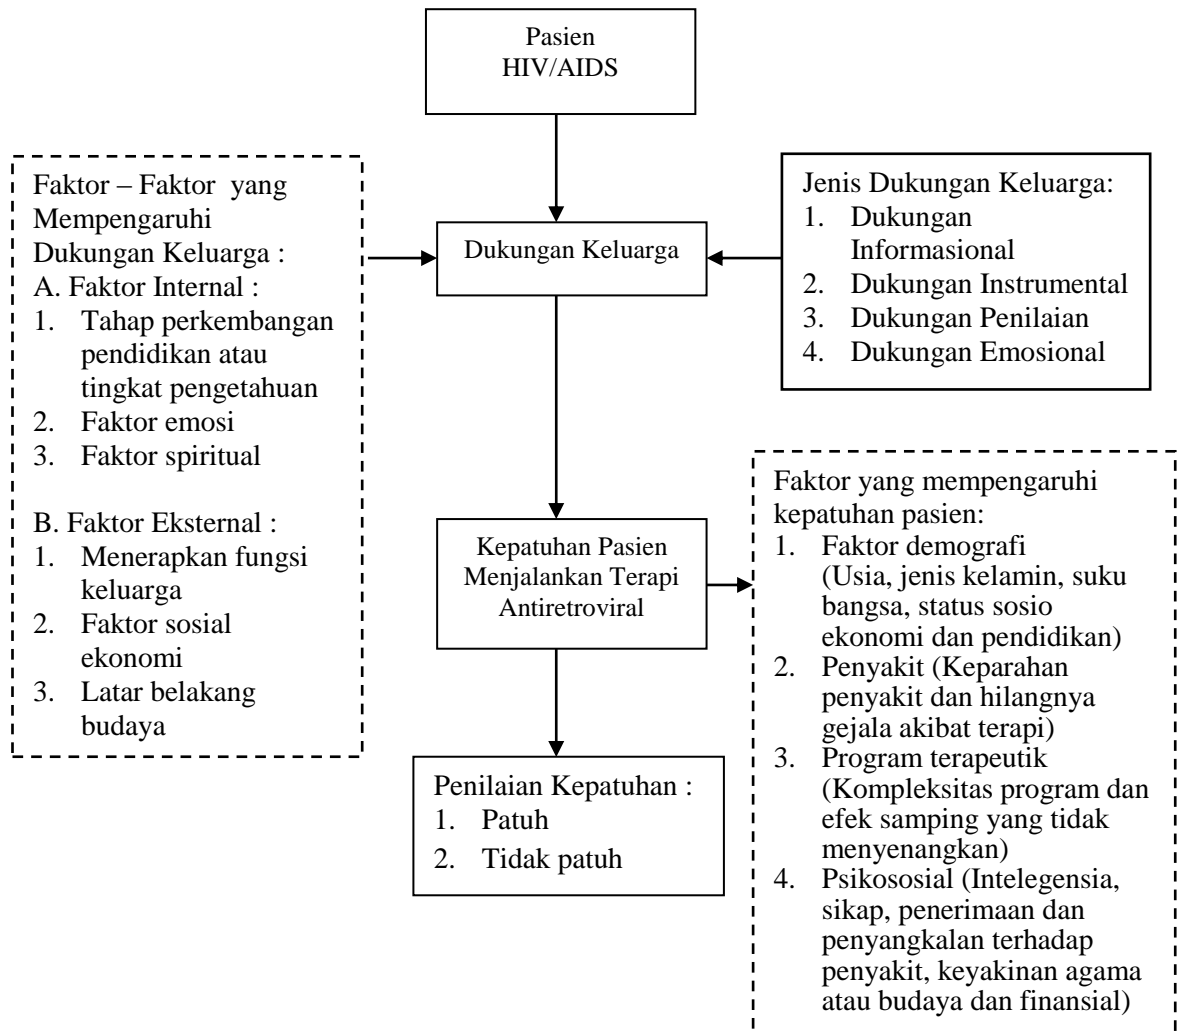 Pasien
HIV/AIDS
Faktor – Faktor yang
Mempengaruhi
Dukungan Keluarga :
A. Faktor Internal :
1. Tahap perkembangan
pendidikan atau
tingkat pengetahuan
2. Faktor emosi
3. Faktor spiritual
B. Faktor Eksternal :
1. Menerapkan fungsi
keluarga
2. Faktor sosial
ekonomi
3. Latar belakang
budaya
Dukungan Keluarga
Jenis Dukungan Keluarga:
1. Dukungan
Informasional
2. Dukungan Instrumental
3. Dukungan Penilaian
4. Dukungan Emosional
Kepatuhan Pasien
Menjalankan Terapi
Antiretroviral
Faktor yang mempengaruhi
kepatuhan pasien:
1. Faktor demografi
(Usia, jenis kelamin, suku
bangsa, status sosio
ekonomi dan pendidikan)
2. Penyakit (Keparahan
penyakit dan hilangnya
gejala akibat terapi)
3. Program terapeutik
(Kompleksitas program dan
efek samping yang tidak
menyenangkan)
4. Psikososial (Intelegensia,
sikap, penerimaan dan
penyangkalan terhadap
penyakit, keyakinan agama
atau budaya dan finansial)
Penilaian Kepatuhan :
1. Patuh
2. Tidak patuh